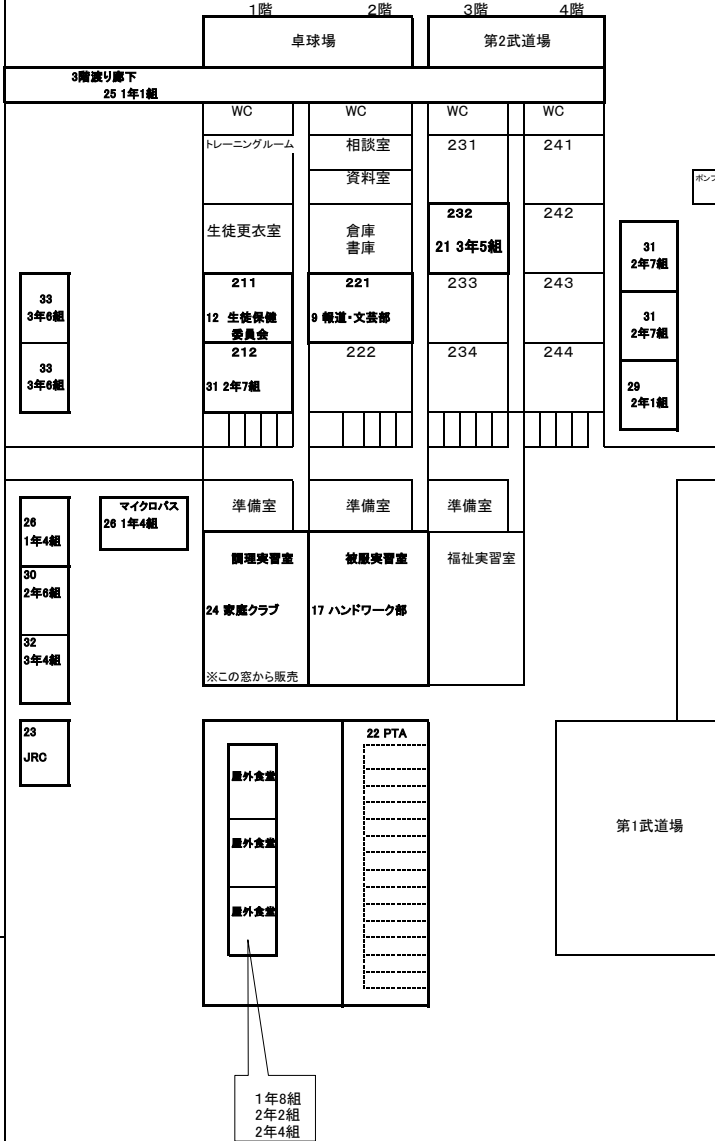 1階 2階 3階 4階
卓球場 第2武道場
3階渡り廊下
25 1年1組
WC WC WC WC
トレーニングルーム 相談室 231 241
資料室
ポンプ
生徒更衣室 倉庫
書庫
232
21 3年5組
242
31
2年7組
33
3年6組
211
12 生徒保健
委員会
221
9 報道・文芸部
233 243
31
2年7組
33
3年6組
212
31 2年7組
222 234 244
29
2年1組
26
1年4組
マイクロバス
26 1年4組
準備室 準備室 準備室
30
2年6組
調理実習室
24 家庭クラブ
※この窓から販売
被服実習室
17 ハンドワーク部
福祉実習室
32
3年4組
23
JRC
22 PTA
屋外食堂
屋外食堂
屋外食堂
第1武道場
1年8組
2年2組
2年4組